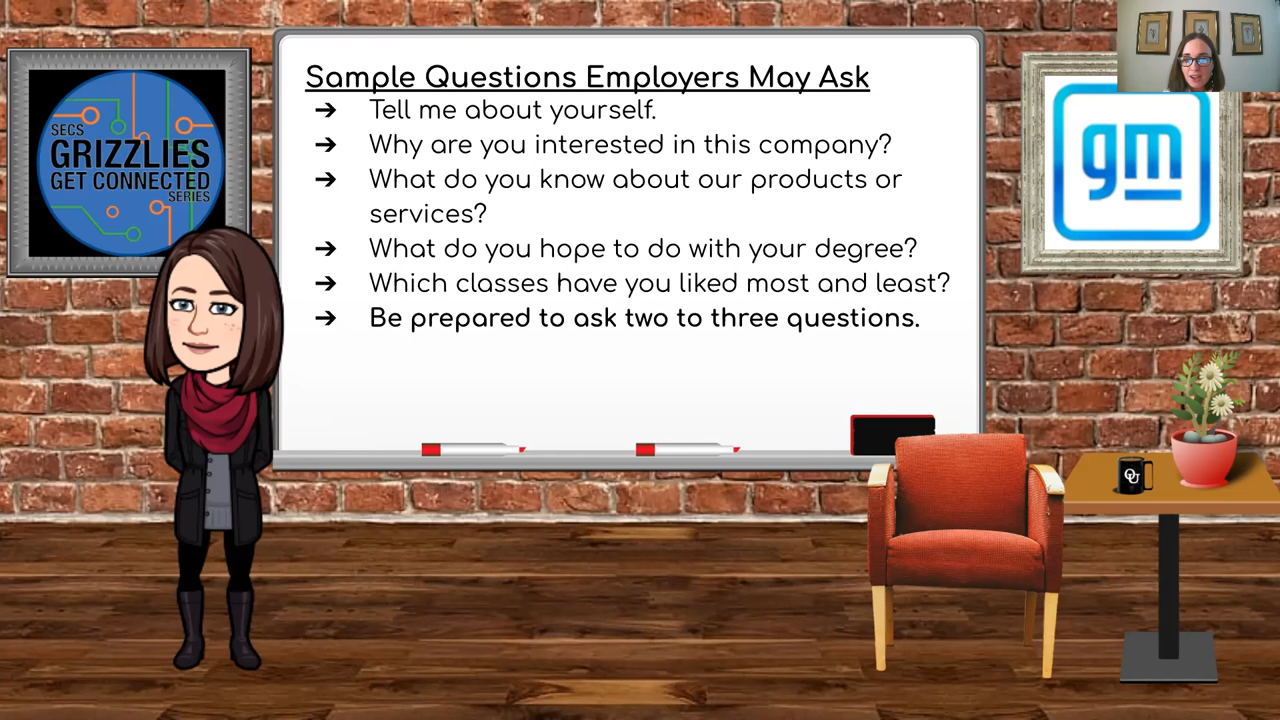 Sample Questions Employers May Ask
➔ Tell me about yourself.
➔ Why are you interested in this company?
➔ What do you know about our products or
services?
➔ What do you hope to do with your degree?
➔ Which classes have you liked most and least?
➔ Be prepared to ask two to three questions.
SECS
GRIZZLIES
GET CONNECTED
SERIES
gm
OU